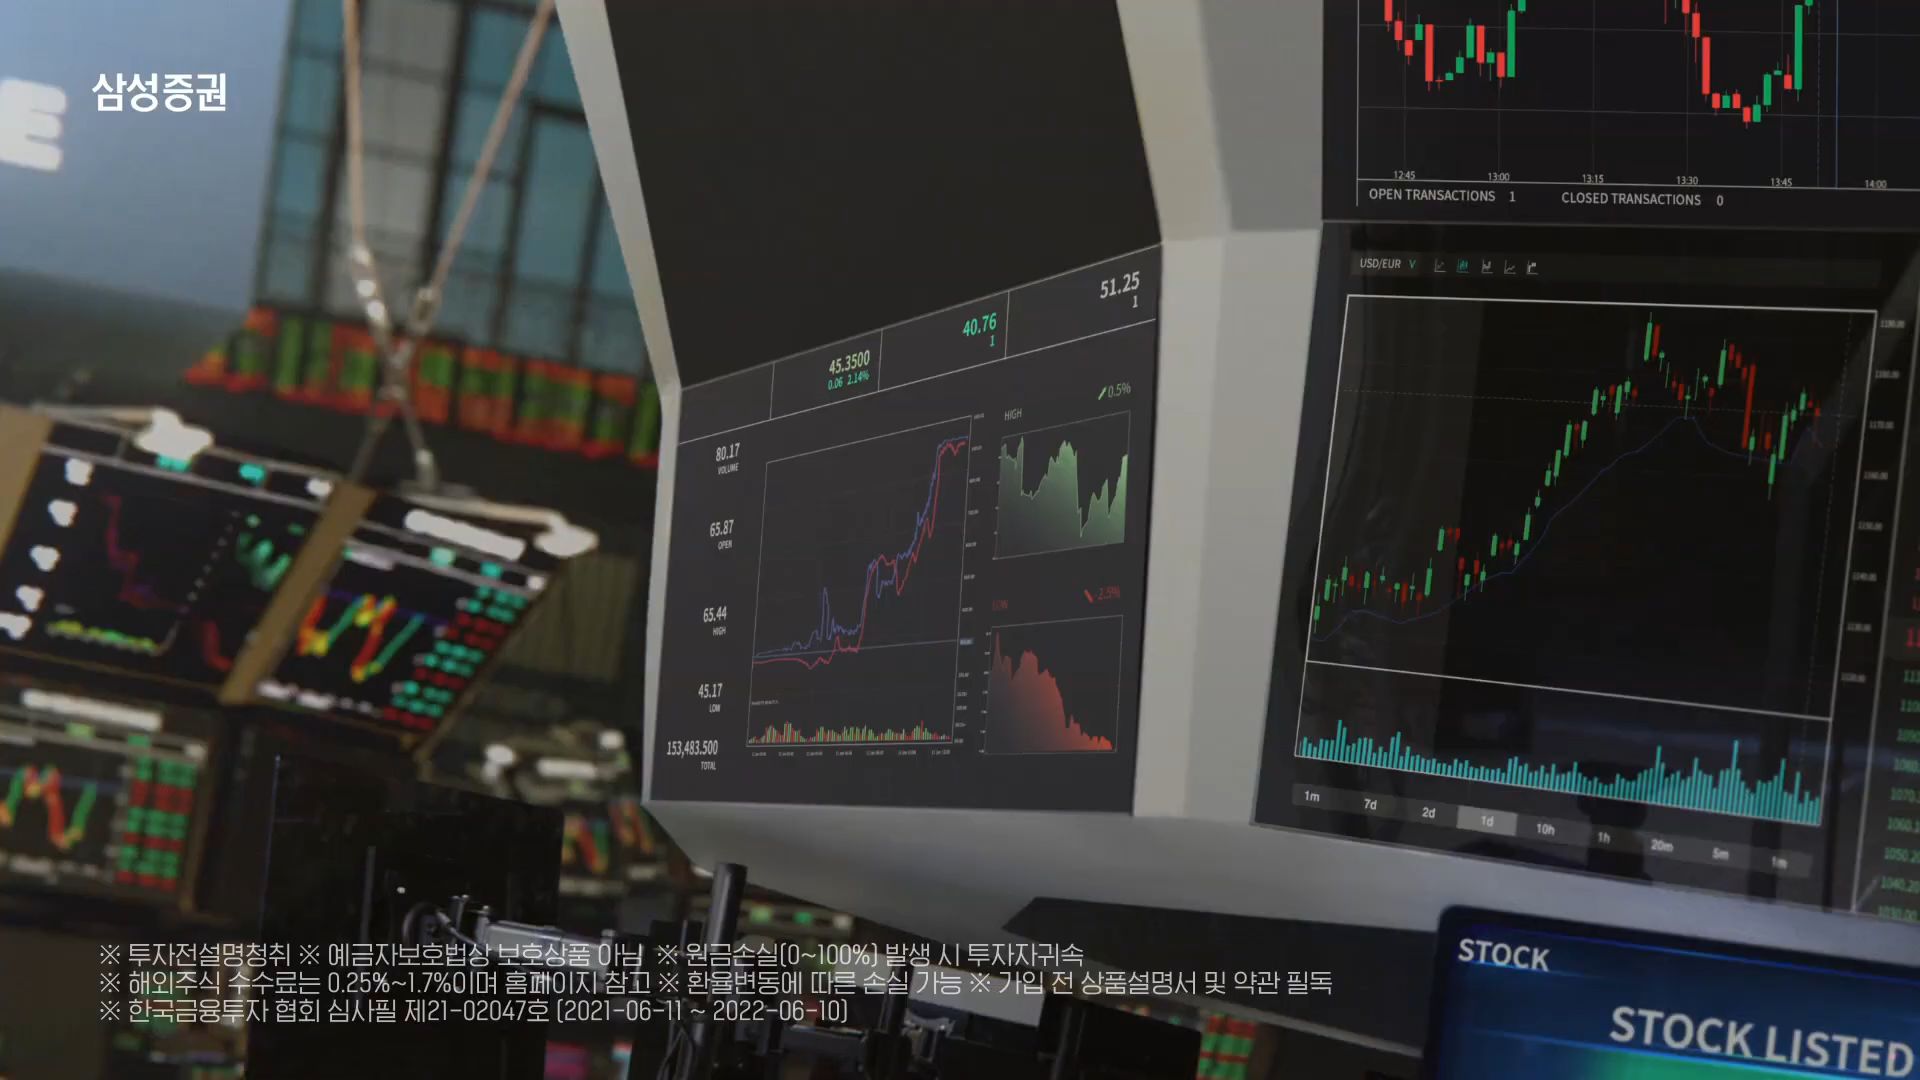 E
삼성증권
12:45 13:00 13:15 13:30 13:45 14:00
OPEN TRANSACTIONS 1 CLOSED TRANSACTIONS 0
USD/EUR
51.25
1
40.76
1
45.3500
0.06 2.14%
80.17
VOLUME
65.87
OPEN
65.44
HIGH
45.17
LOW
153,483.500
TOTAL
HIGH 0.5%
LOW -2.5%
1m 7d 2d 1d 10h 1h 20m 5m 1m
STOCK
STOCK LISTED
※ 투자전설명청취 ※ 예금자보호법상 보호상품 아님 ※ 원금손실(0~100%) 발생 시 투자자귀속
※ 해외주식 수수료는 0.25%~1.7%이며 홈페이지 참고 ※ 환율변동에 따른 손실 가능 ※ 가입 전 상품설명서 및 약관 필독
※ 한국금융투자 협회 심사필 제21-02047호 (2021-06-11 ~ 2022-06-10)